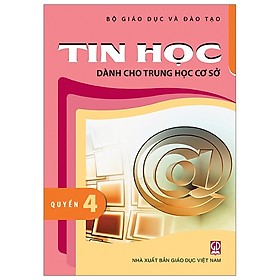 BỘ GIÁO DỤC VÀ ĐÀO TẠO
TIN HỌC
DÀNH CHO TRUNG HỌC CƠ SỞ
@
QUYỂN 4
NHÀ XUẤT BẢN GIÁO DỤC VIỆT NAM